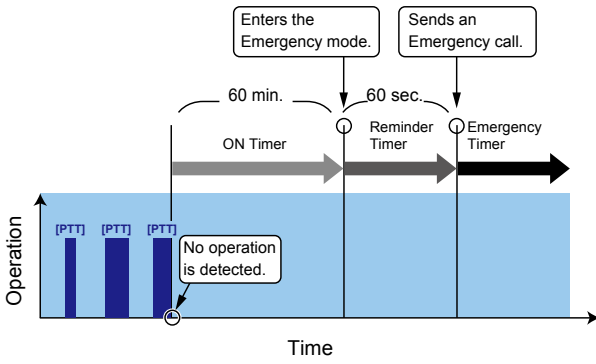 Enters the
Emergency mode.
Sends an
Emergency call.
60 min.
60 sec.
ON Timer
Reminder
Timer
Emergency
Timer
[PTT]
[PTT]
[PTT]
No operation
is detected.
Operation
Time